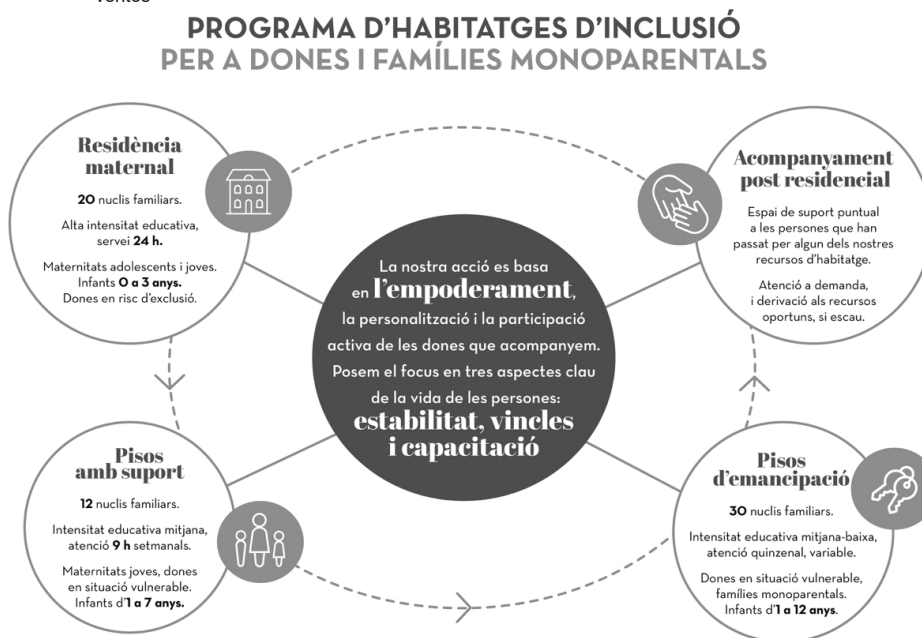 PROGRAMA D'HABITATGES D'INCLUSIÓ
PER A DONES I FAMÍLIES MONOPARENTALS
Residència
maternal
20 nuclis familiars.
Alta intensitat educativa,
servei 24 h.
Maternitats adolescents i joves.
Infants 0 a 3 anys.
Dones en risc d'exclusió.
Acompanyament
post residencial
Espai de suport puntual
a les persones que han
passat per algun dels nostres
recursos d'habitatge.
Atenció a demanda,
i derivació als recursos
oportuns, si escau.
La nostra acció es basa
en l'empoderament,
la personalització i la participació
activa de les dones que acompanyem.
Posem el focus en tres aspectes clau
de la vida de les persones:
estabilitat, vincles
i capacitació
Pisos
amb suport
12 nuclis familiars.
Intensitat educativa mitjana,
atenció 9 h setmanals.
Maternitats joves, dones
en situació vulnerable.
Infants d'1 a 7 anys.
Pisos
d'emancipació
30 nuclis familiars.
Intensitat educativa mitjana-baixa,
atenció quinzenal, variable.
Dones en situació vulnerable,
famílies monoparentals.
Infants d'1 a 12 anys.